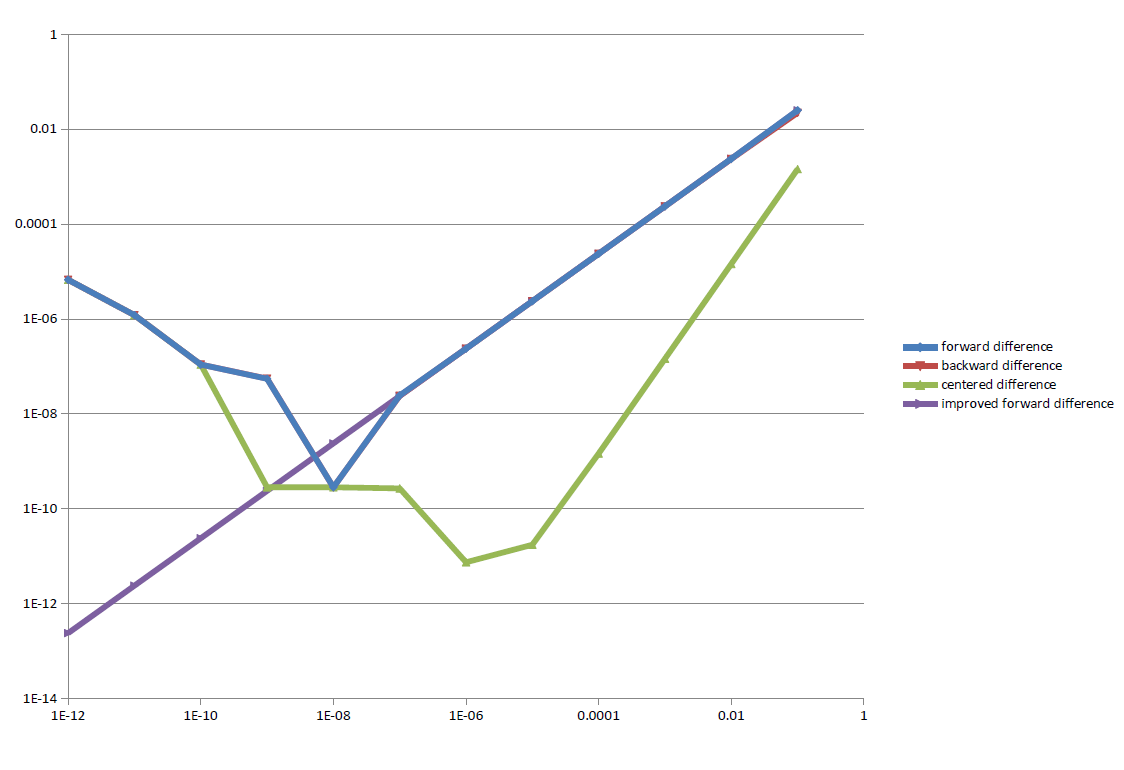 1
0.01
0.0001
1E-06
1E-08
1E-10
1E-12
1E-14
1E-12 1E-10 1E-08 1E-06 0.0001 0.01 1
forward difference
backward difference
centered difference
improved forward difference